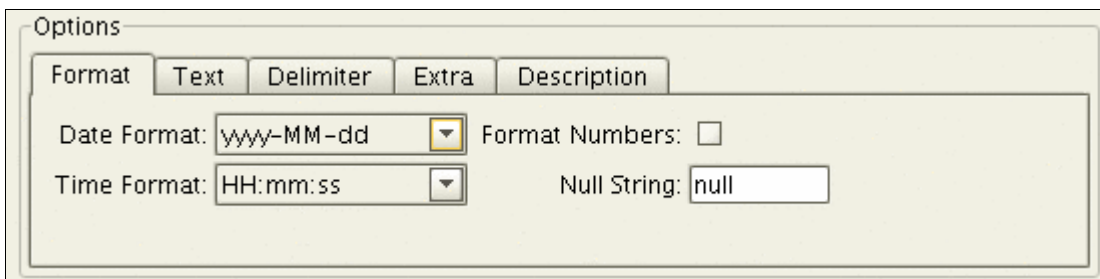 Options
Format Text Delimiter Extra Description
Date Format: yyyy-MM-dd Format Numbers:
Time Format: HH:mm:ss Null String: null